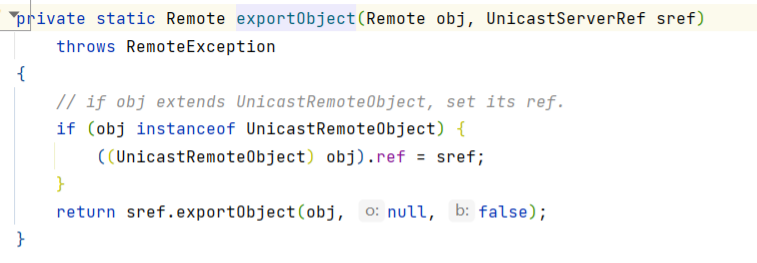 private static Remote exportObject(Remote obj, UnicastServerRef sref)
    throws RemoteException
{
    // if obj extends UnicastRemoteObject, set its ref.
    if (obj instanceof UnicastRemoteObject) {
        ((UnicastRemoteObject) obj).ref = sref;
    }
    return sref.exportObject(obj, o: null, b: false);
}